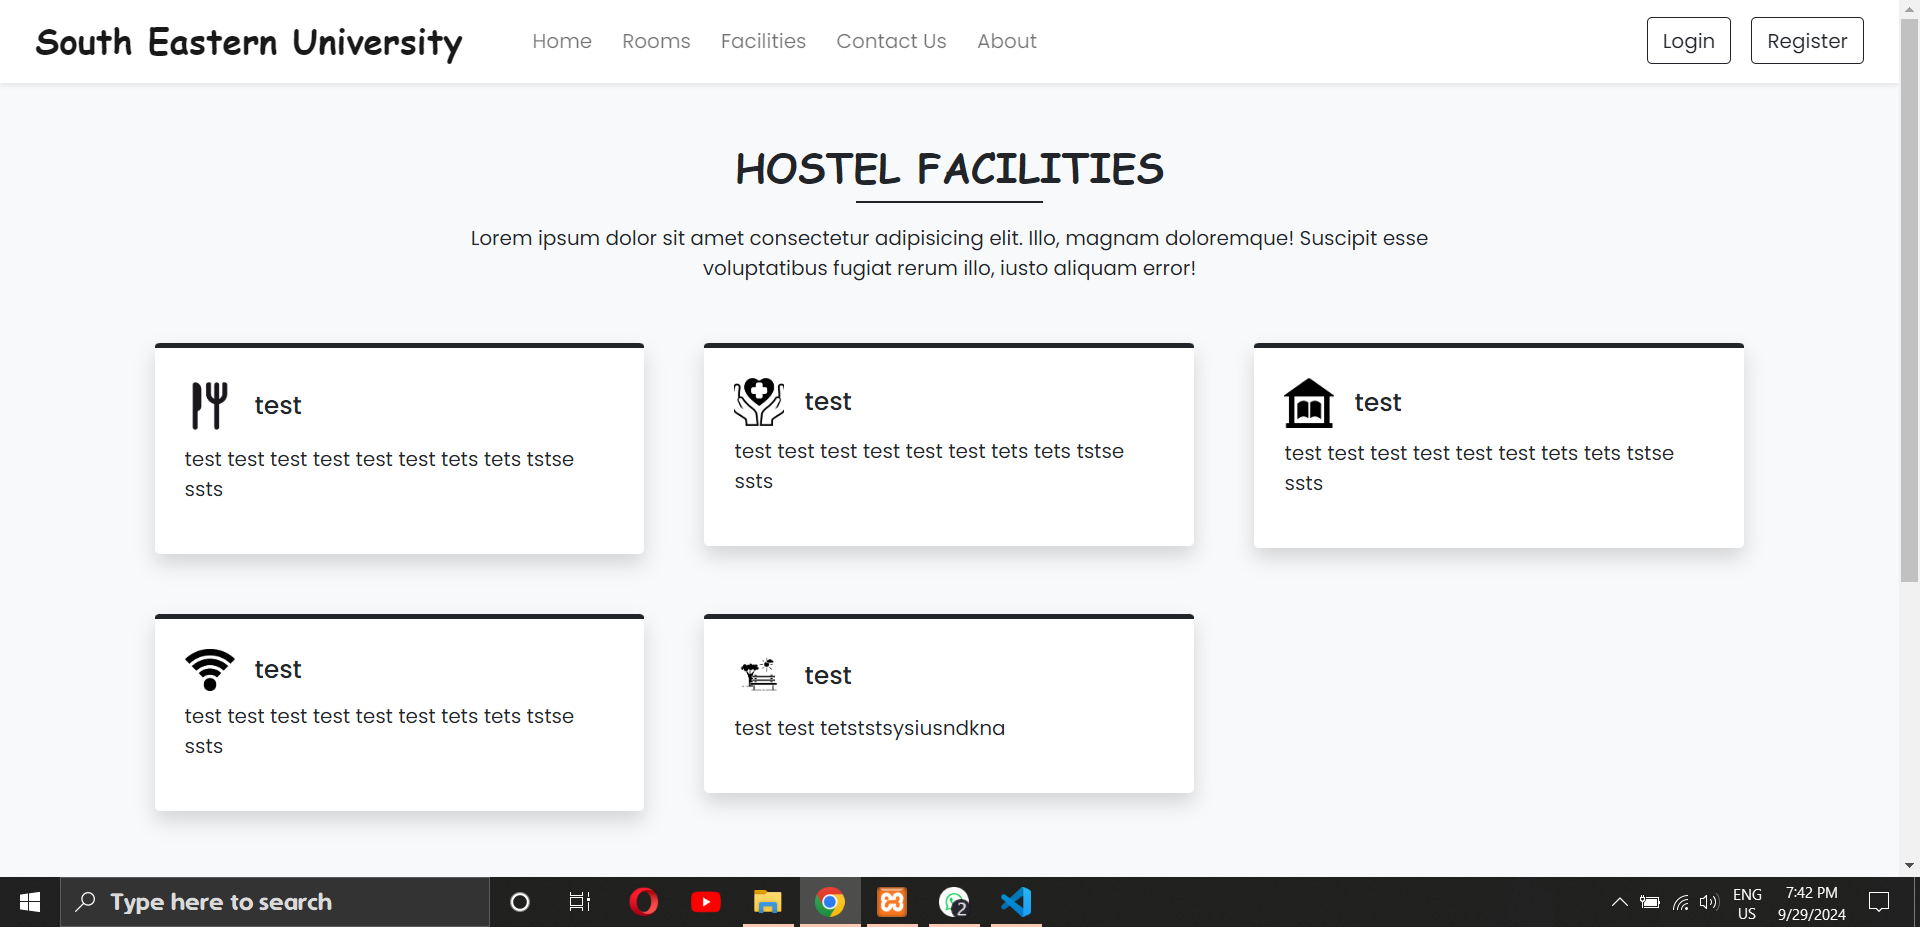 South Eastern University
Home Rooms Facilities Contact Us About
Login Register
HOSTEL FACILITIES
Lorem ipsum dolor sit amet consectetur adipisicing elit. Illo, magnam doloremque! Suscipit esse
voluptatibus fugiat rerum illo, iusto aliquam error!
test
test test test test test test tets tets tstse
ssts
test
test test test test test test tets tets tstse
ssts
test
test test test test test test tets tets tstse
ssts
test
test test test test test test tets tets tstse
ssts
test
test test tetststsysiusndkna
Type here to search
2
ENG
US
7:42 PM
9/29/2024